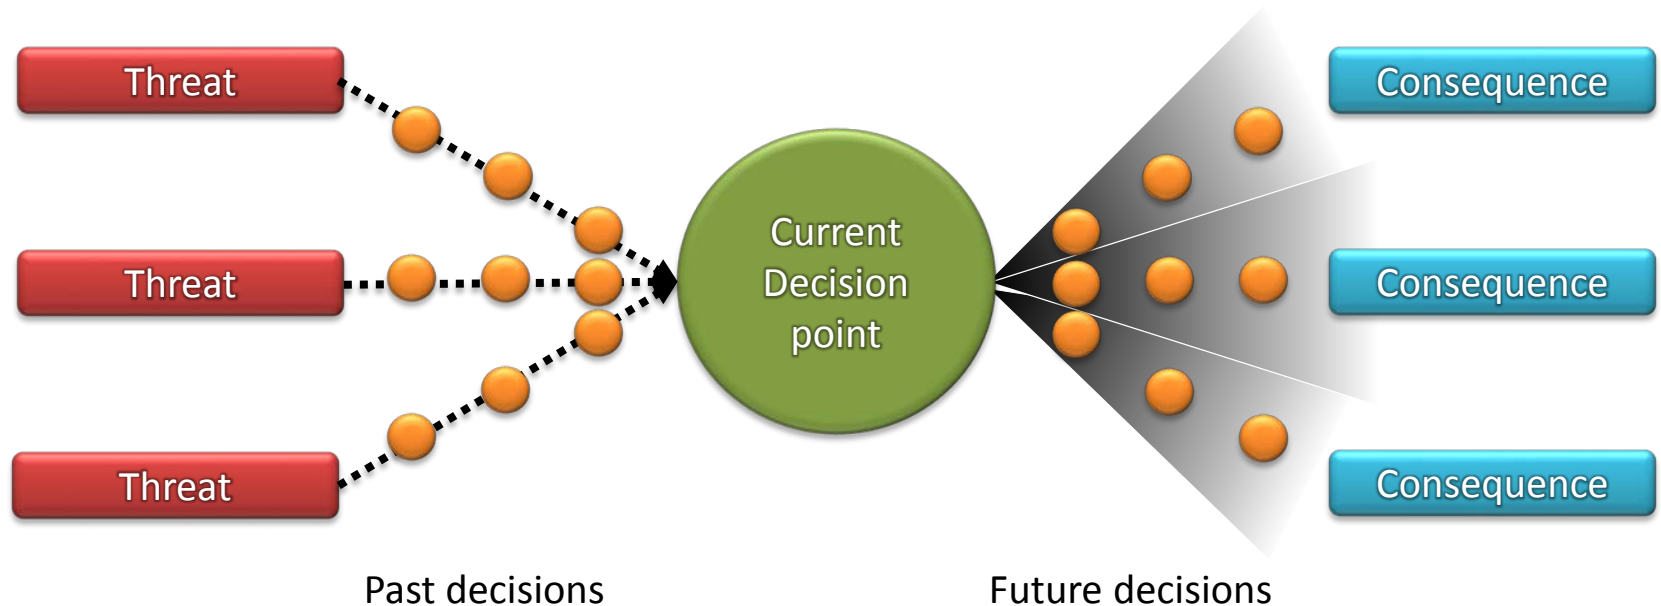 Threat
Consequence
Threat
Current
Decision
point
Consequence
Threat
Consequence
Past decisions
Future decisions